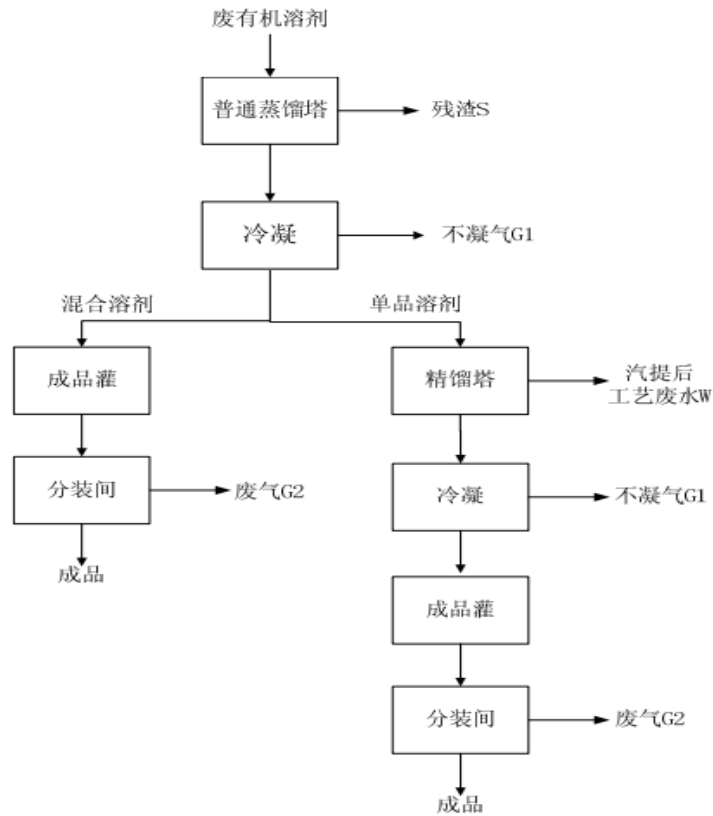 废有机溶剂
普通蒸馏塔
残渣S
冷凝
不凝气G1
混合溶剂
单品溶剂
成品灌
精馏塔
汽提后
工艺废水W
分装间
废气G2
冷凝
不凝气G1
成品
成品灌
分装间
废气G2
成品